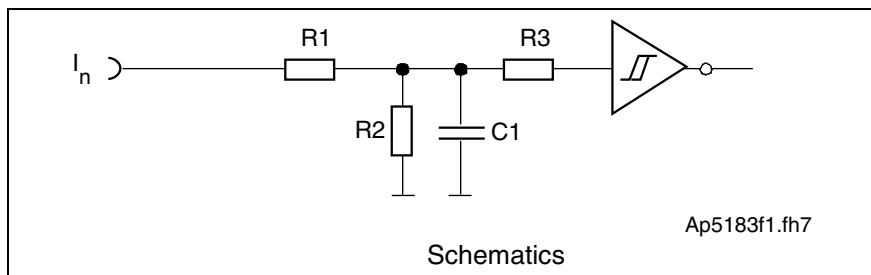 R1
R3
In
R2
C1
Ap5183f1.fh7
Schematics